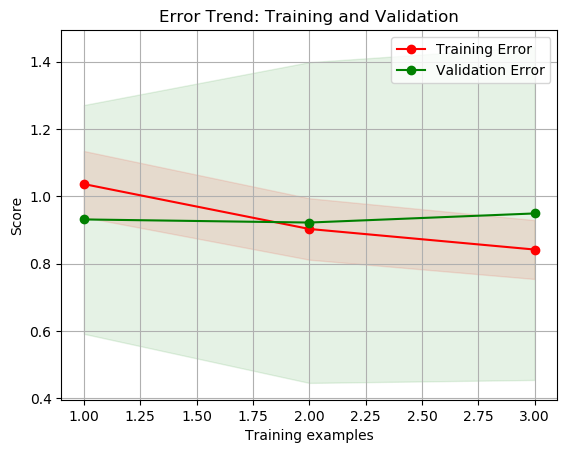 Error Trend: Training and Validation
Training Error
Validation Error
Score
1.4
1.2
1.0
0.8
0.6
0.4
1.00 1.25 1.50 1.75 2.00 2.25 2.50 2.75 3.00
Training examples